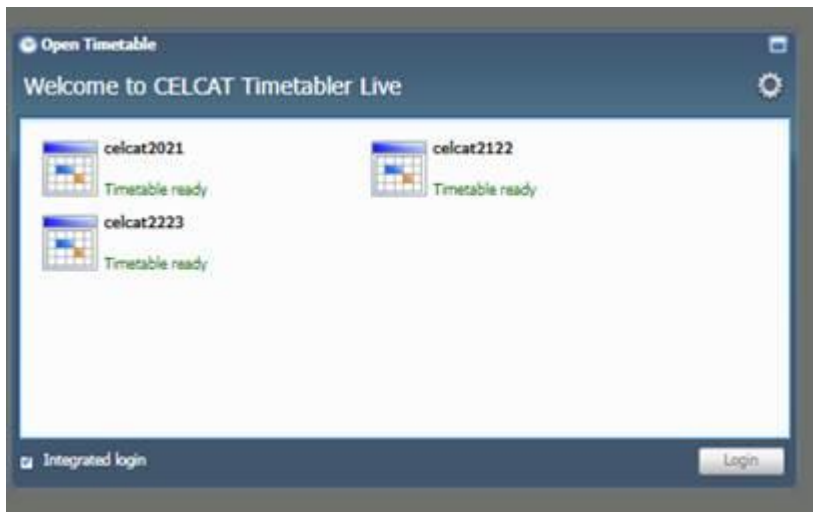 Open Timetable
Welcome to CELCAT Timetabler Live
celcat2021
Timetable ready
celcat2122
Timetable ready
celcat2223
Timetable ready
Integrated login
Login